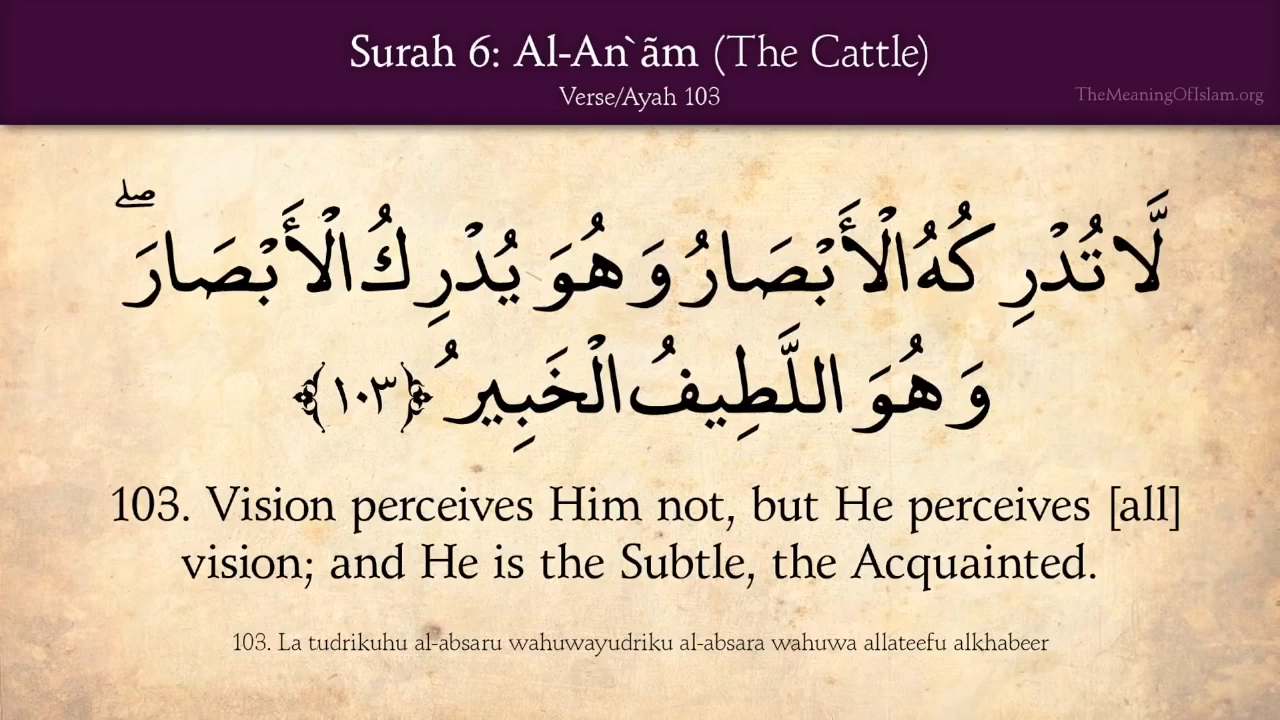 Surah 6: Al-An`ãm (The Cattle)
Verse/Ayah 103
TheMeaningOfIslam.org
لَّا تُدْرِكُهُ الْأَبْصَارُ وَهُوَ يُدْرِكُ الْأَبْصَارَ ۖ
وَهُوَ اللَّطِيفُ الْخَبِيرُ ﴿١٠٣﴾
103. Vision perceives Him not, but He perceives [all]
vision; and He is the Subtle, the Acquainted.
103. La tudrikuhu al-absaru wahuwayudriku al-absara wahuwa allateefu alkhabeer